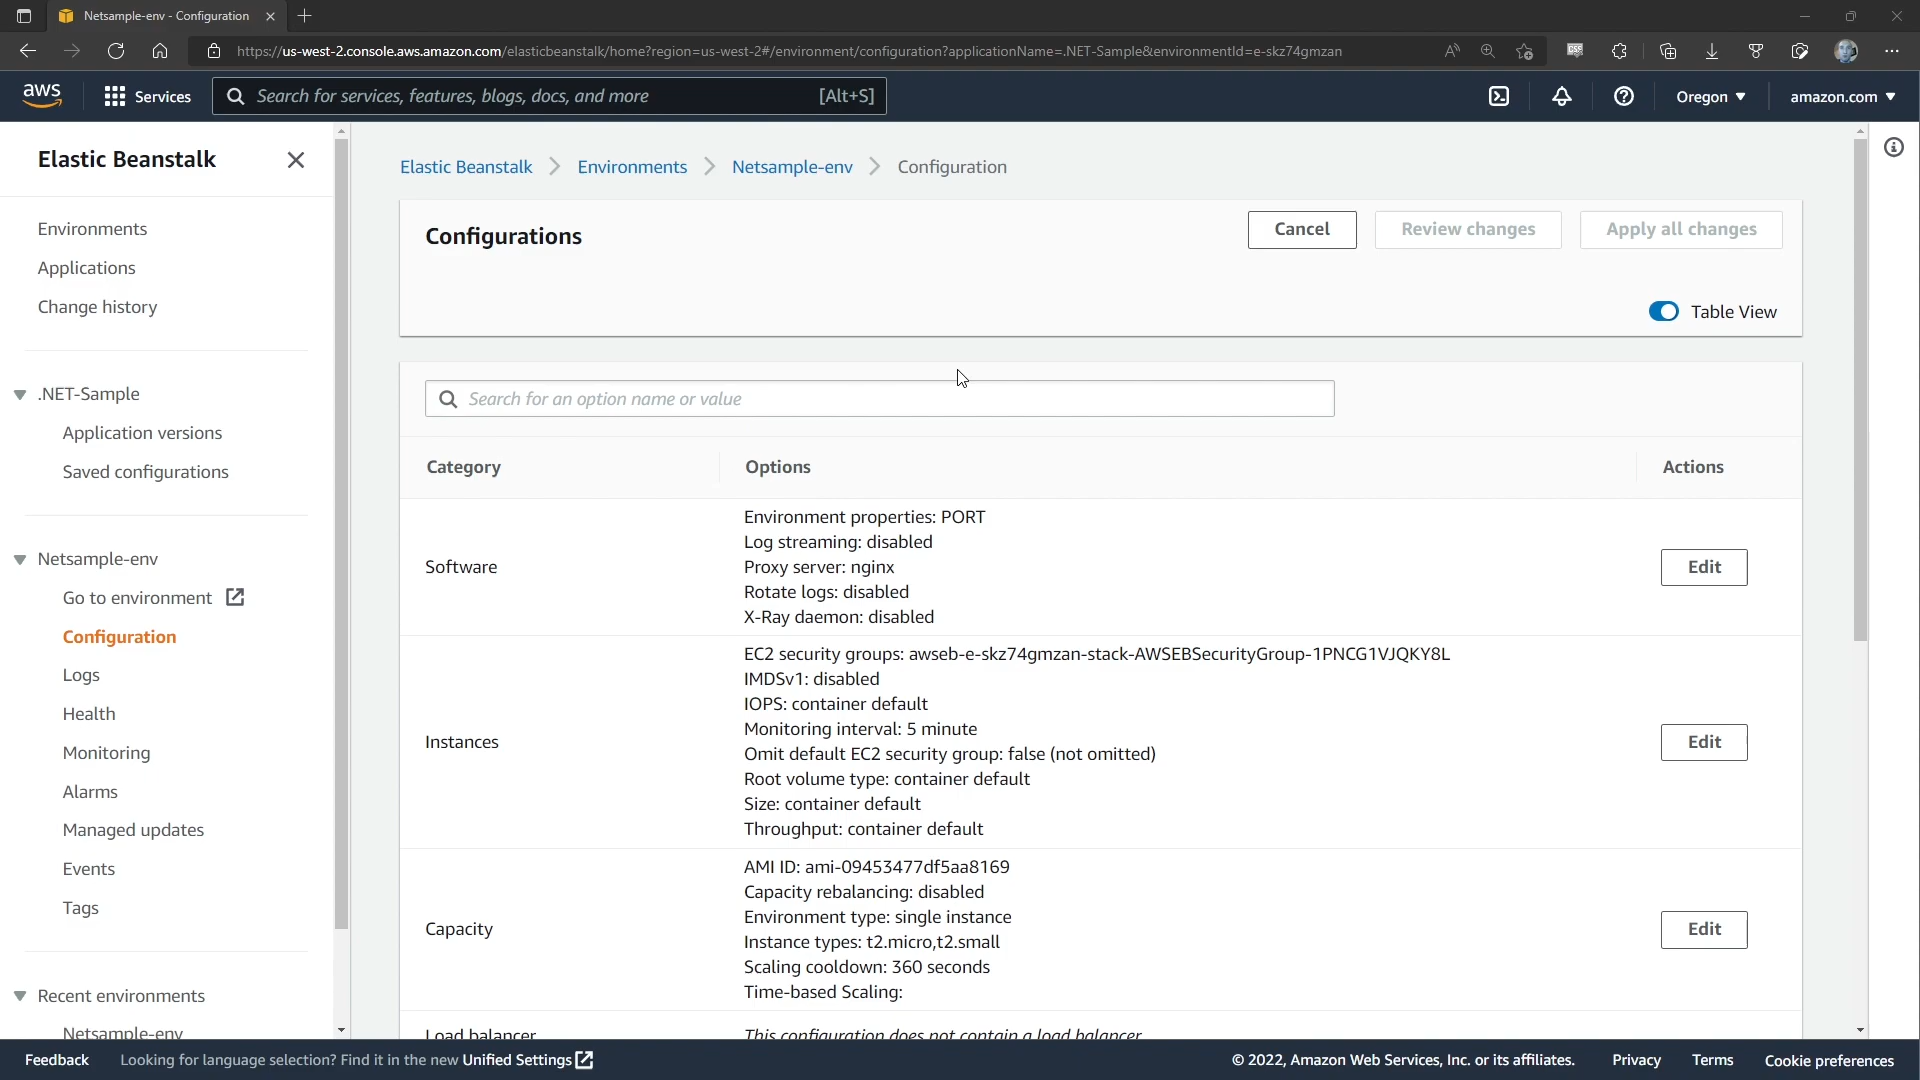 Netsample-env - Configuration
https://us-west-2.console.aws.amazon.com/elasticbeanstalk/home?region=us-west-2#/environment/configuration?applicationName=.NET-Sample&environmentId=e-skz74gmzan
aws
Services
Search for services, features, blogs, docs, and more
[Alt+S]
Oregon
amazon.com
Elastic Beanstalk
Environments
Applications
Change history
.NET-Sample
Application versions
Saved configurations
Netsample-env
Go to environment
Configuration
Logs
Health
Monitoring
Alarms
Managed updates
Events
Tags
Recent environments
Netsample-env
Elastic Beanstalk
Environments
Netsample-env
Configuration
Configurations
Cancel
Review changes
Apply all changes
Table View
Search for an option name or value
Category
Options
Actions
Software
Environment properties: PORT
Log streaming: disabled
Proxy server: nginx
Rotate logs: disabled
X-Ray daemon: disabled
Edit
Instances
EC2 security groups: awseb-e-skz74gmzan-stack-AWSEBSecurityGroup-1PNCG1VJQKY8L
IMDSv1: disabled
IOPS: container default
Monitoring interval: 5 minute
Omit default EC2 security group: false (not omitted)
Root volume type: container default
Size: container default
Throughput: container default
Edit
Capacity
AMI ID: ami-09453477df5aa8169
Capacity rebalancing: disabled
Environment type: single instance
Instance types: t2.micro,t2.small
Scaling cooldown: 360 seconds
Time-based Scaling:
Edit
Load balancer
This configuration does not contain a load balancer.
Feedback
Looking for language selection? Find it in the new Unified Settings
© 2022, Amazon Web Services, Inc. or its affiliates.
Privacy
Terms
Cookie preferences